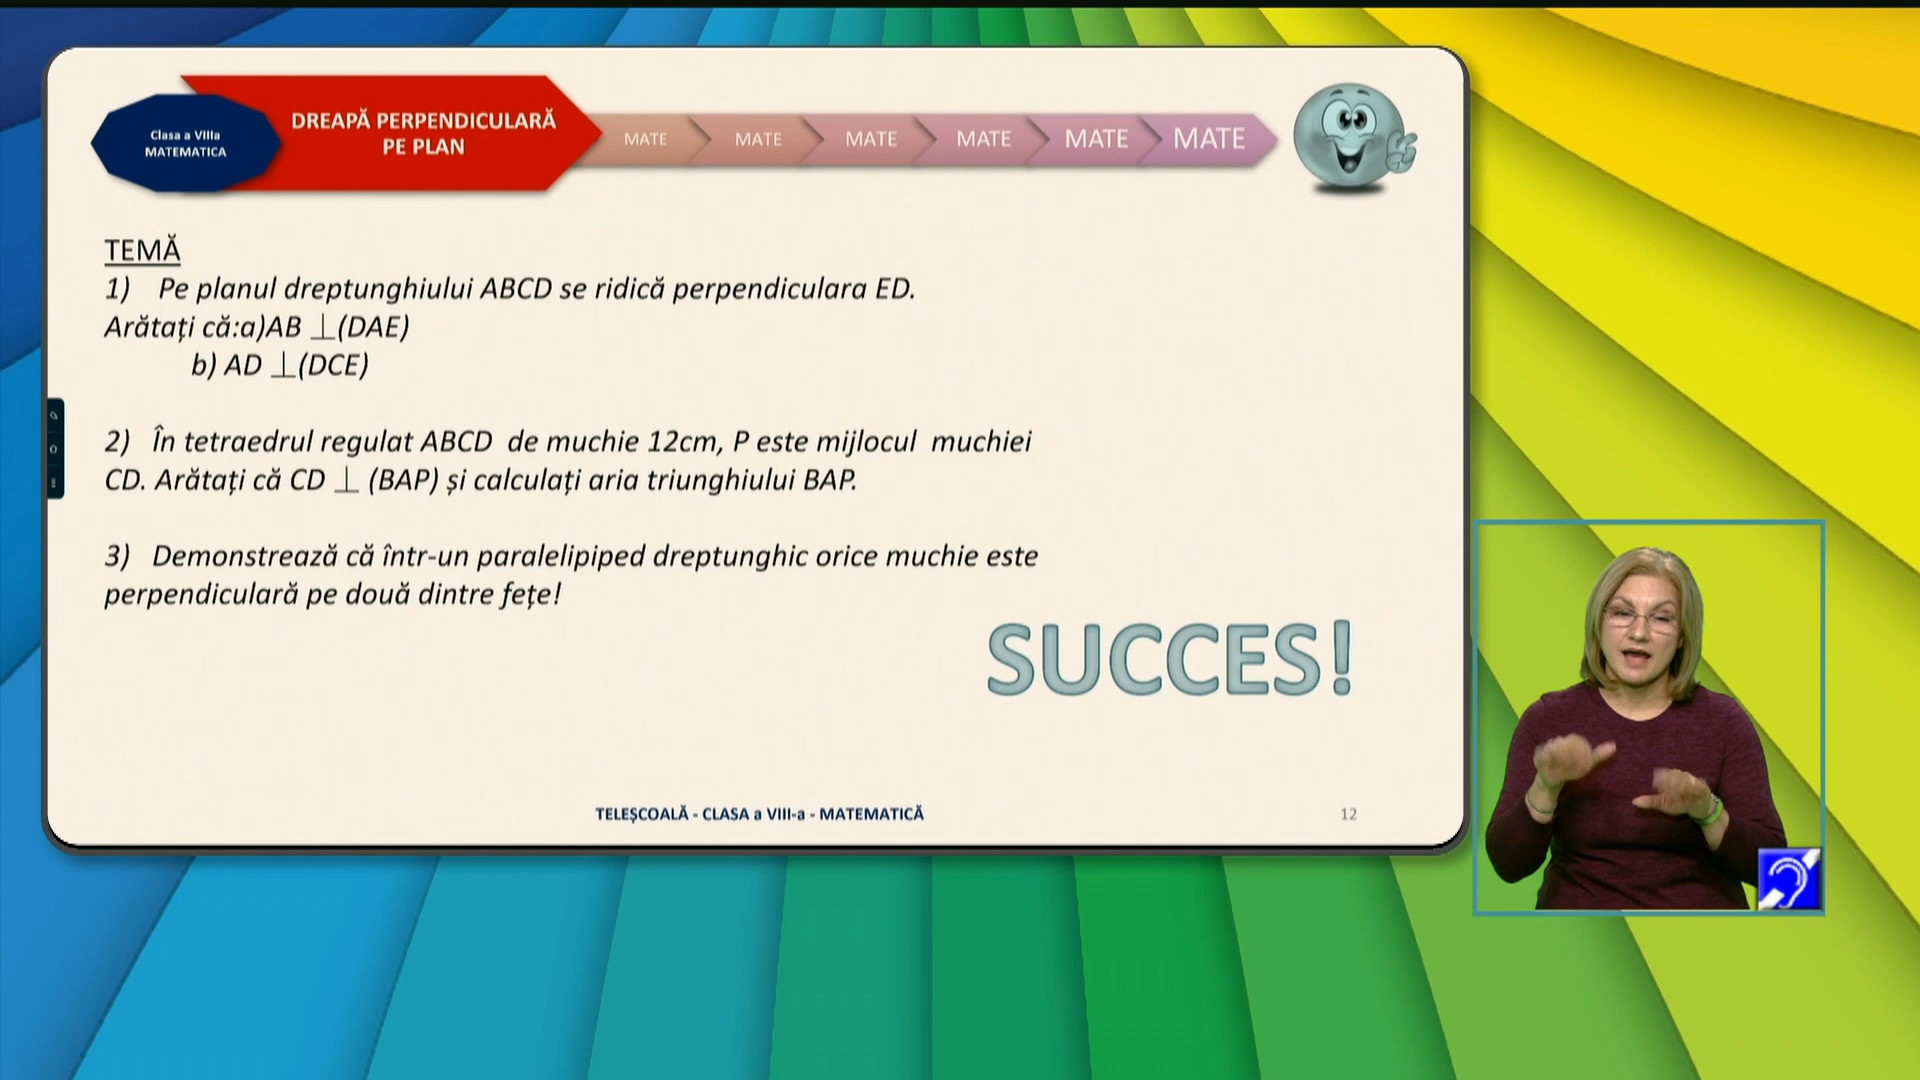 Clasa a VIIIa
MATEMATICA
DREAPĂ PERPENDICULARĂ
PE PLAN
MATE MATE MATE MATE MATE MATE
TEMĂ
1) Pe planul dreptunghiului ABCD se ridică perpendiculara ED.
Arătați că:a)AB ⊥(DAE)
b) AD ⊥(DCE)
2) În tetraedrul regulat ABCD de muchie 12cm, P este mijlocul muchiei
CD. Arătați că CD ⊥ (BAP) și calculați aria triunghiului BAP.
3) Demonstrează că într-un paralelipiped dreptunghic orice muchie este
perpendiculară pe două dintre fețe!
SUCCES!
TELEȘCOALĂ - CLASA a VIII-a - MATEMATICĂ
12